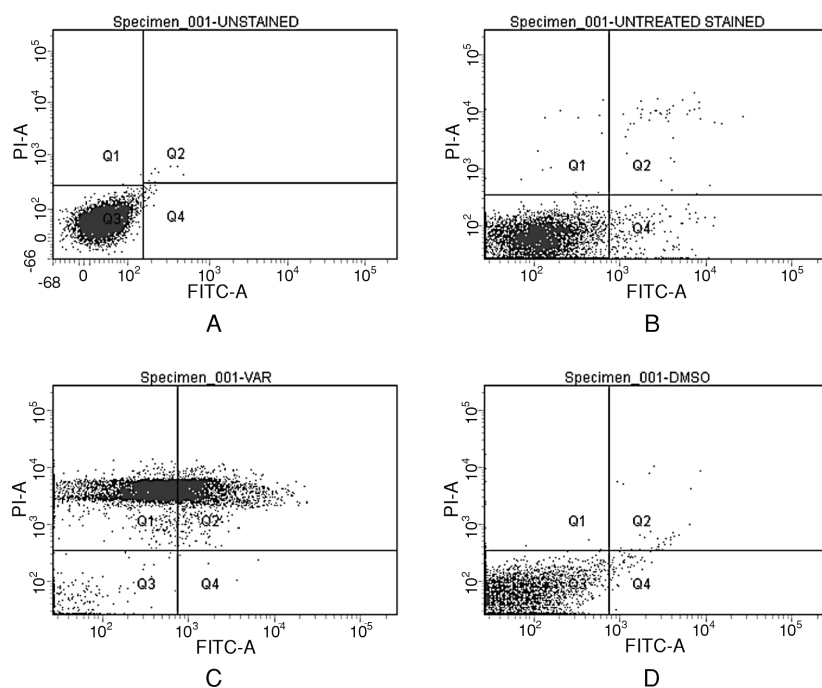 Specimen_001-UNSTAINED
PI-A
10^5
10^4
10^3
10^2
0
-66
Q1
Q2
Q3
Q4
-68
0
10^2
10^3
10^4
10^5
FITC-A
A
Specimen_001-UNTREATED STAINED
PI-A
10^5
10^4
10^3
10^2
Q1
Q2
Q4
10^2
10^3
10^4
10^5
FITC-A
B
Specimen_001-VAR
PI-A
10^5
10^4
10^3
10^2
Q1
Q2
Q3
Q4
10^2
10^3
10^4
10^5
FITC-A
C
Specimen_001-DMSO
PI-A
10^5
10^4
10^3
10^2
Q1
Q2
Q3
Q4
10^2
10^3
10^4
10^5
FITC-A
D